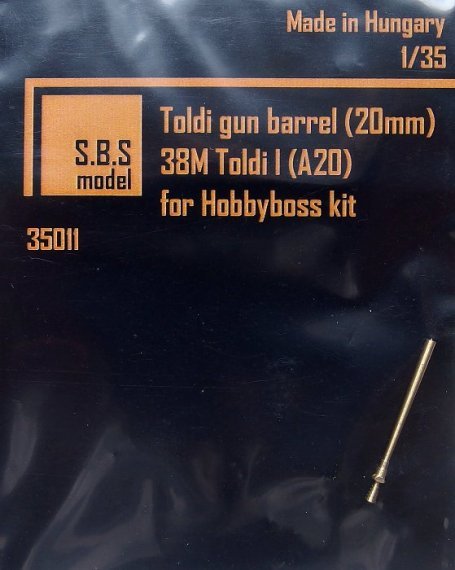 Made in Hungary
1/35
S.B.S
model
Toldi gun barrel (20mm)
38M Toldi I (A20)
for Hobbyboss kit
35011